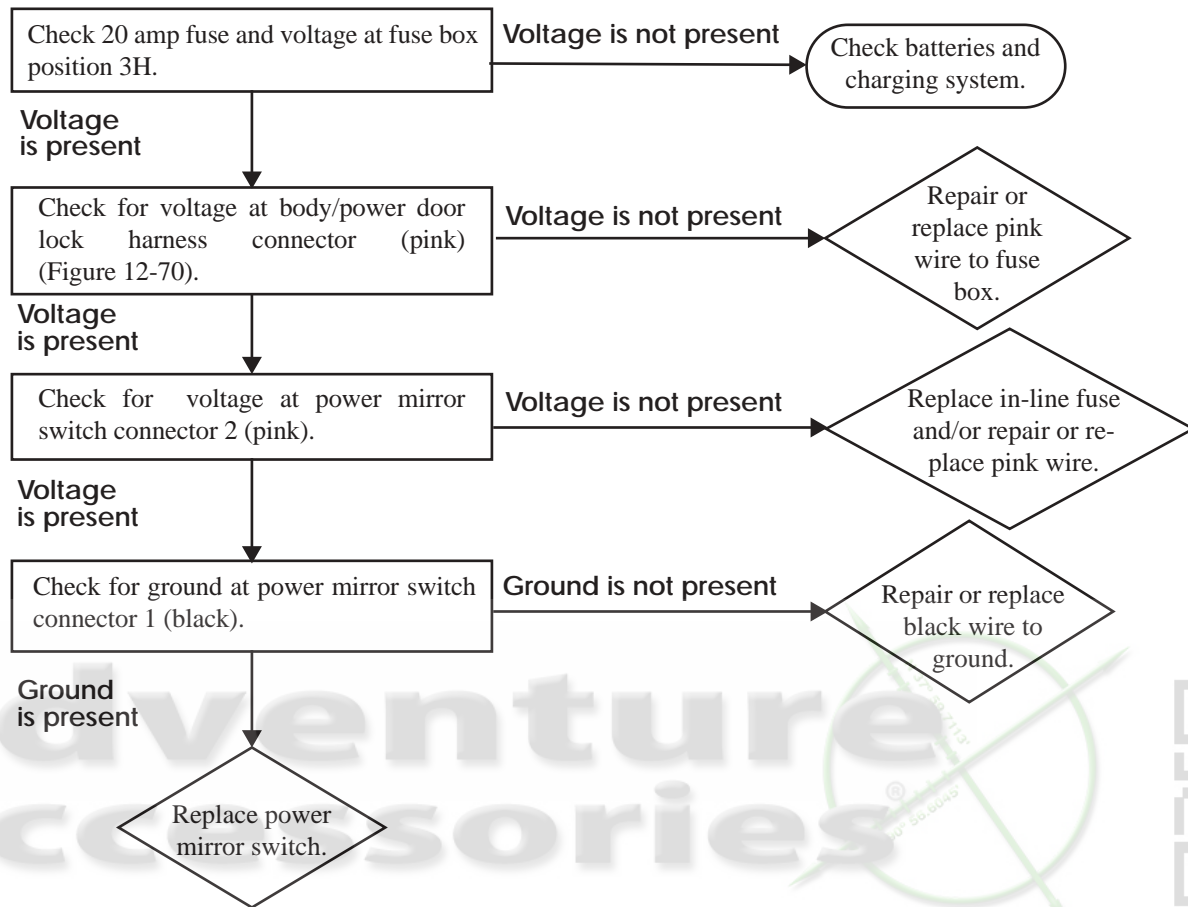 Check 20 amp fuse and voltage at fuse box
position 3H.
Voltage is not present
Check batteries and
charging system.
Voltage
is present
Check for voltage at body/power door
lock harness connector (pink)
(Figure 12-70).
Voltage is not present
Repair or
replace pink
wire to fuse
box.
Voltage
is present
Check for voltage at power mirror
switch connector 2 (pink).
Voltage is not present
Replace in-line fuse
and/or repair or re-
place pink wire.
Voltage
is present
Check for ground at power mirror switch
connector 1 (black).
Ground is not present
Repair or replace
black wire to
ground.
Ground
is present
Replace power
mirror switch.
dventure
ccessories
®